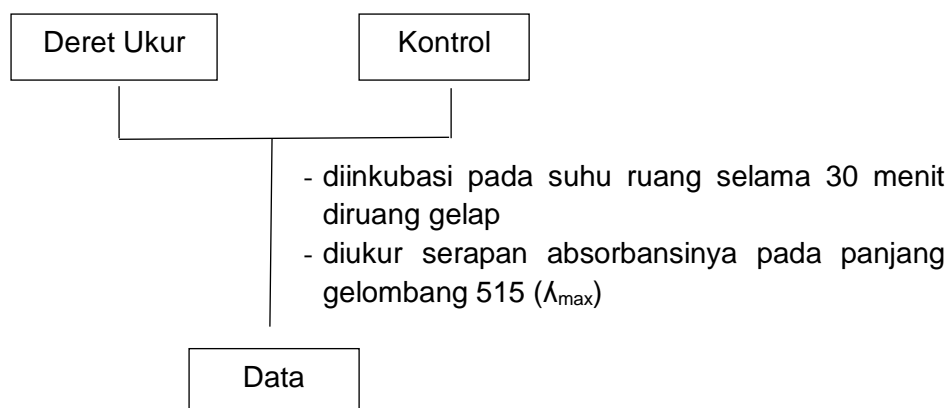 Deret Ukur
Kontrol
- diinkubasi pada suhu ruang selama 30 menit
diruang gelap
- diukur serapan absorbansinya pada panjang
gelombang 515 (ʎmax)
Data